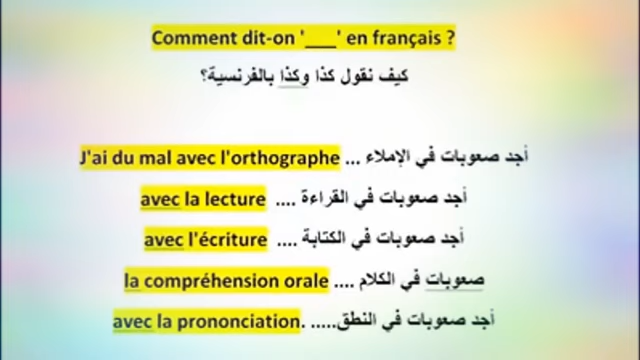 Comment dit-on '___' en français ?
كيف نقول كذا وكذا بالفرنسية؟
J'ai du mal avec l'orthographe ... أجد صعوبات في الإملاء
avec la lecture .... أجد صعوبات في القراءة
avec l'écriture .... أجد صعوبات في الكتابة
la compréhension orale .... صعوبات في الكلام
avec la prononciation. .....أجد صعوبات في النطق